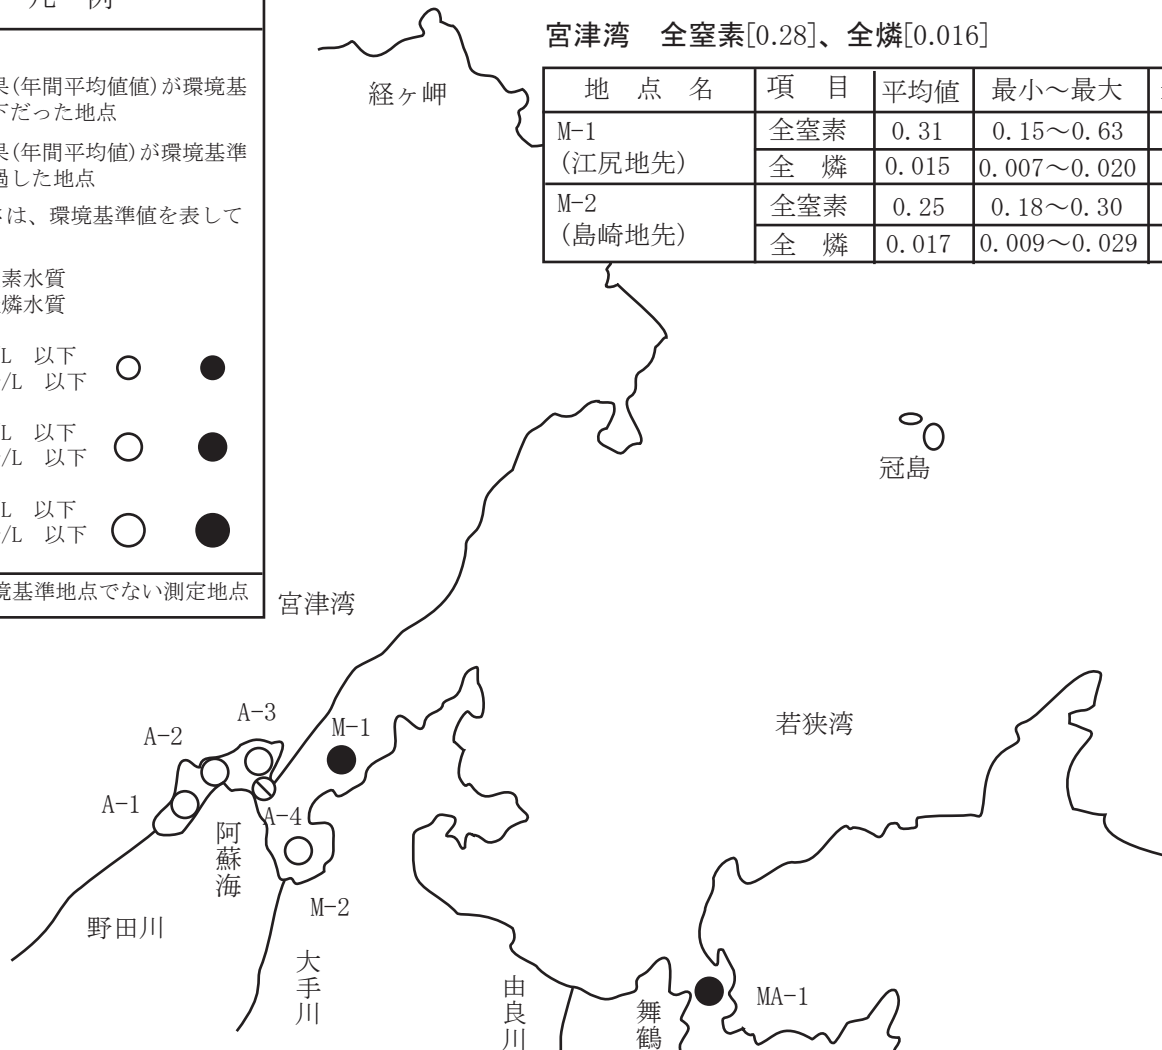 凡 例
果(年間平均値値)が環境基
下だった地点
果(年間平均値)が環境基準
過した地点
は、環境基準値を表して
素水質
燐水質
L 以下
/L 以下
L 以下
/L 以下
L 以下
/L 以下
境基準地点でない測定地点
宮津湾 全窒素[0.28]、全燐[0.016]
地 点 名 項 目 平均値 最小～最大
M-1 全窒素 0.31 0.15～0.63
(江尻地先) 全 燐 0.015 0.007～0.020
M-2 全窒素 0.25 0.18～0.30
(島崎地先) 全 燐 0.017 0.009～0.029
経ヶ岬
冠島
宮津湾
若狭湾
A-3
M-1
A-2
A-1
A-4
阿蘇海
M-2
野田川
大手川
由良川
舞鶴
MA-1